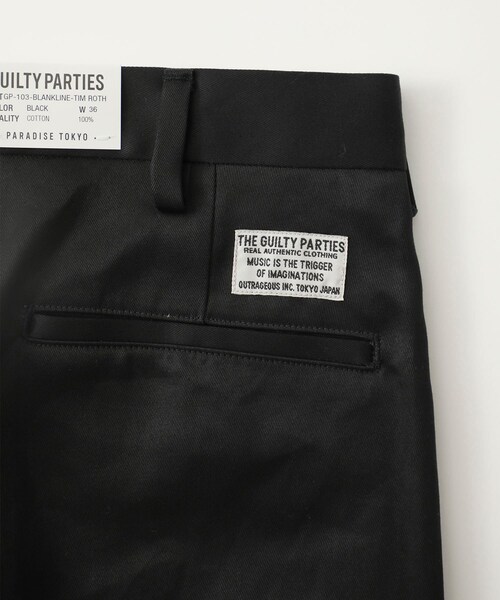 UILTY PARTIES
TGP-103-BLANKLINE-TIM ROTH
LOR BLACK W 36
ALITY COTTON 100%
PARADISE TOKYO
THE GUILTY PARTIES
REAL AUTHENTIC CLOTHING
MUSIC IS THE TRIGGER
OF IMAGINATIONS
OUTRAGEOUS INC. TOKYO JAPAN